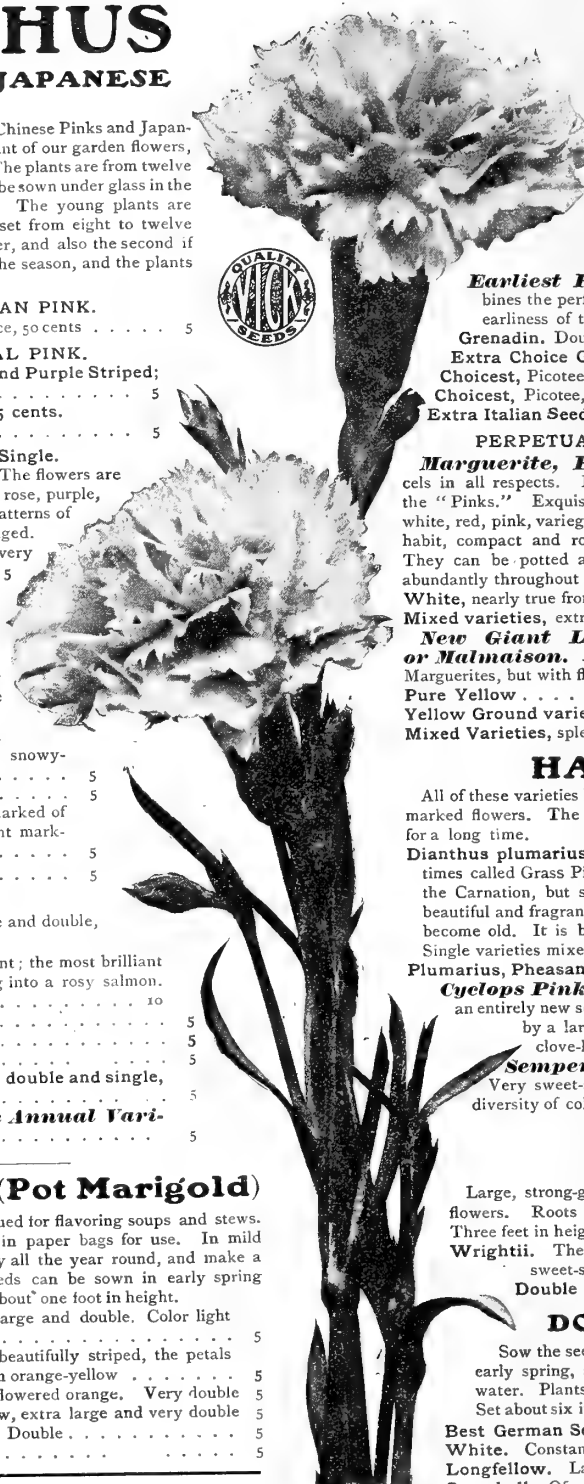 HUS
JAPANESE
Chinese Pinks and Japan-
nt of our garden flowers,
The plants are from twelve
be sown under glass in the
The young plants are
set from eight to twelve
er, and also the second if
he season, and the plants
AN PINK.
ce, 50 cents . . . . . 5
AL PINK.
nd Purple Striped;
. . . . . . . . . . 5
5 cents.
. . . . . . . . . . 5
Single.
The flowers are
rose, purple,
atterns of
ged.
very
5
snowy-
. . . . . 5
. . . . . 5
marked of
nt mark-
. . . . . 5
. . . . . 5
e and double,
nt; the most brilliant
g into a rosy salmon.
. . . . . . . . . . 10
. . . . . . . . . . 5
. . . . . . . . . . 5
. . . . . . . . . . 5
double and single,
. . . . . . . . . . 5
Annual Vari-
. . . . . . . . . . 5
(Pot Marigold)
ued for flavoring soups and stews.
in paper bags for use. In mild
y all the year round, and make a
eds can be sown in early spring
bout one foot in height.
arge and double. Color light
. . . . . . . . . . . . . . 5
beautifully striped, the petals
n orange-yellow . . . . . . . 5
lowered orange. Very double 5
w, extra large and very double 5
Double . . . . . . . . . . . 5
. . . . . . . . . . . . . . 5
QUALITY
VICK
SEEDS
Earliest
bines the per
earliness of t
Grenadin. Dou
Extra Choice C
Choicest, Picotee
Choicest, Picotee,
Extra Italian Seed
PERPETUA
Marguerite,
cels in all respects.
the "Pinks." Exquis
white, red, pink, varieg
habit, compact and ro
They can be potted a
abundantly throughout
White, nearly true fro
Mixed varieties, extr
New Giant L
or Malmaison.
Marguerites, but with fl
Pure Yellow . . . .
Yellow Ground varie
Mixed Varieties, sple
HA
All of these varieties
marked flowers. The
for a long time.
Dianthus plumarius
times called Grass Pi
the Carnation, but s
beautiful and fragran
become old. It is h
Single varieties mixe
Plumarius, Pheasan
Cyclops Pink
an entirely new s
by a lar
clove-l
Semper
Very sweet-
diversity of col
Large, strong-g
flowers. Roots
Three feet in heig
Wrightii. The
sweet-s
Double
DO
Sow the see
early spring,
water. Plants
Set about six i
Best German Se
White. Constan
Longfellow. La